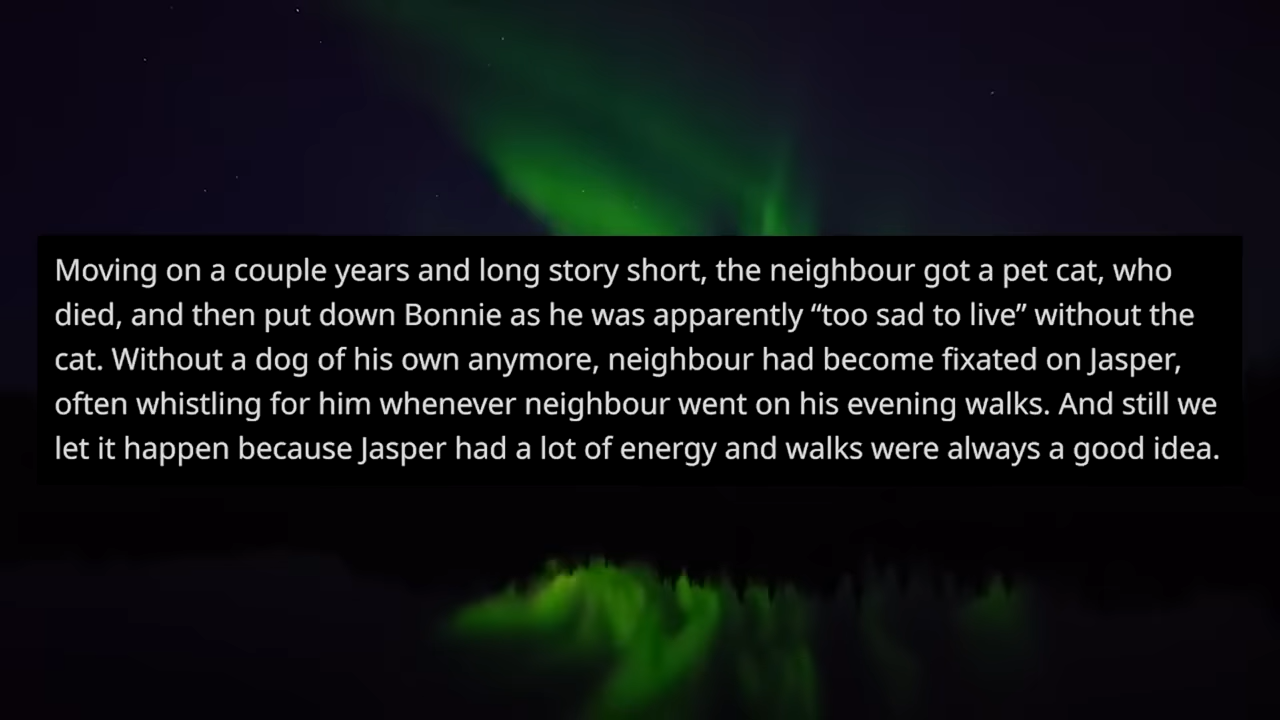 Moving on a couple years and long story short, the neighbour got a pet cat, who
died, and then put down Bonnie as he was apparently “too sad to live” without the
cat. Without a dog of his own anymore, neighbour had become fixated on Jasper,
often whistling for him whenever neighbour went on his evening walks. And still we
let it happen because Jasper had a lot of energy and walks were always a good idea.